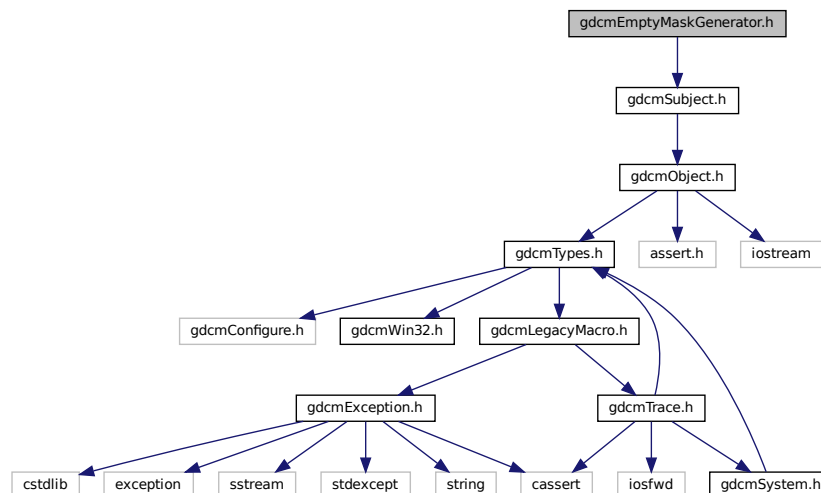 gdcmEmptyMaskGenerator.h
gdcmSubject.h
gdcmObject.h
gdcmTypes.h
assert.h
iostream
gdcmConfigure.h
gdcmWin32.h
gdcmLegacyMacro.h
gdcmException.h
gdcmTrace.h
cstdlib
exception
sstream
stdexcept
string
cassert
iosfwd
gdcmSystem.h